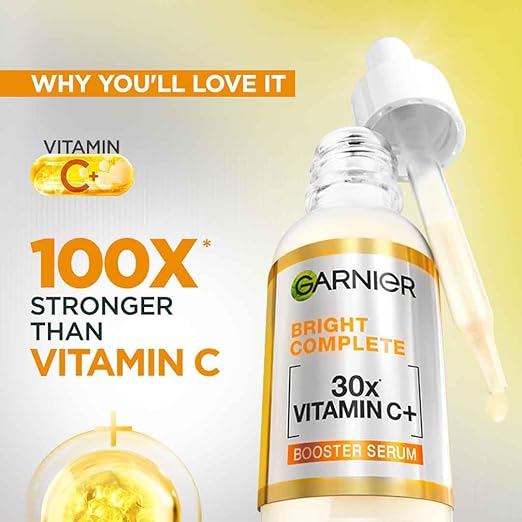 WHY YOU'LL LOVE IT
VITAMIN
C+
100X*
STRONGER
THAN
VITAMIN C
GARNIER
BRIGHT
COMPLETE
30x*
VITAMIN C+
BOOSTER SERUM